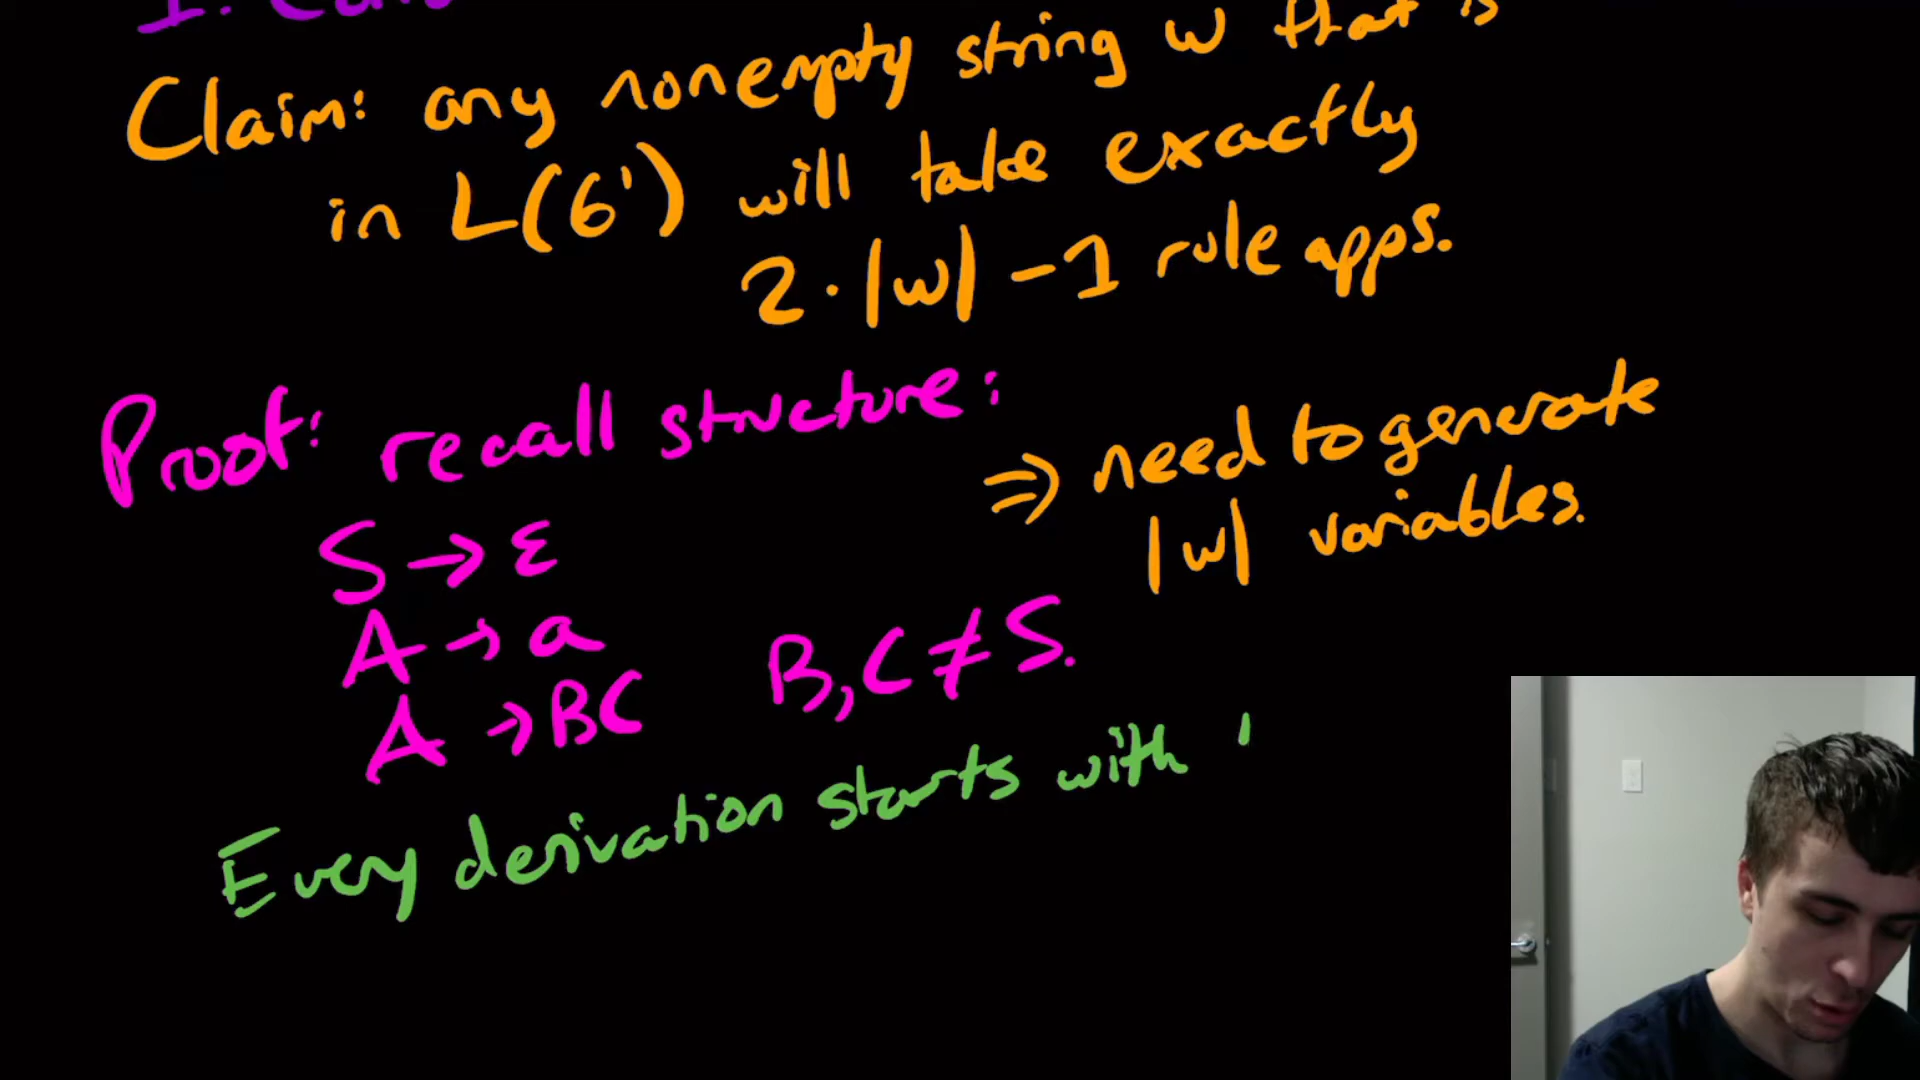 Claim: any nonempty string w that is
in L(G') will take exactly
2·|w| -1 rule apps.
Proof: recall structure:
⇒ need to generate
|w| variables.
S → ε
A → a
A → BC B, C ≠ S.
Every derivation starts with